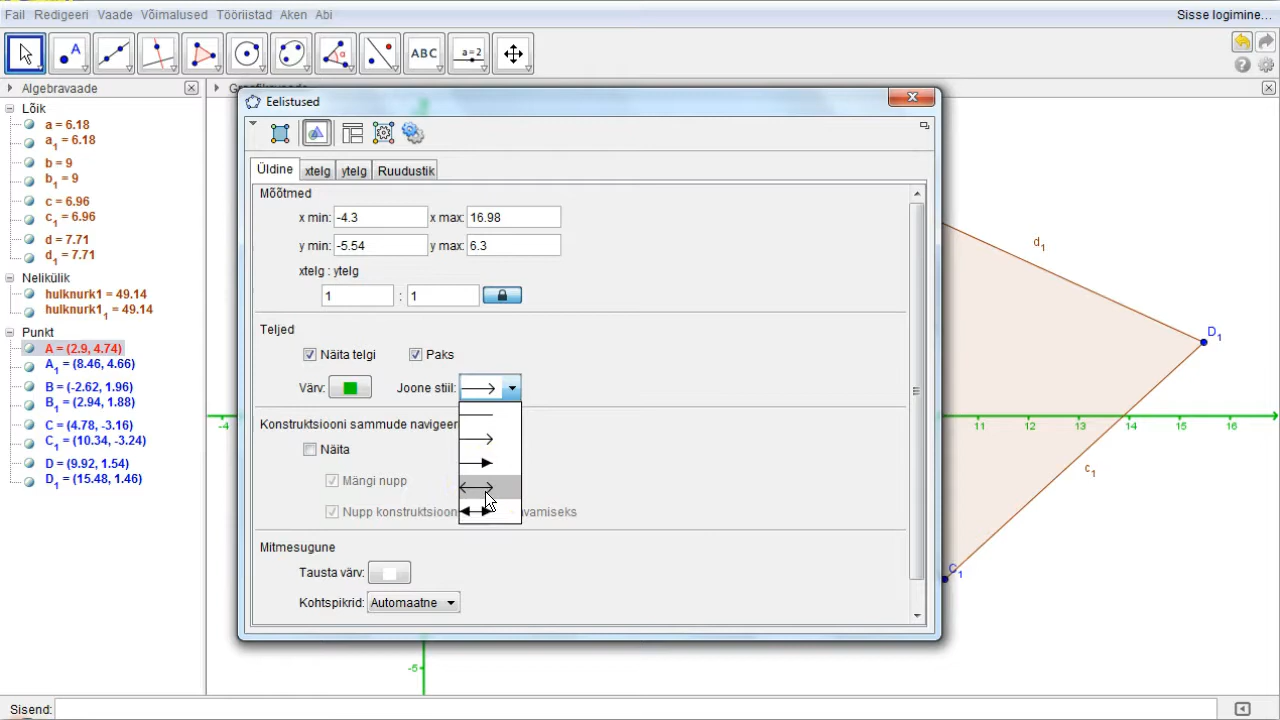 Fail Redigeeri Vaade Võimalused Tööriistad Aken Abi Sisse logimine...
A ABC a=2
Algebravaade
Eelistused
Lõik
a = 6.18
a1 = 6.18
b = 9
b1 = 9
c = 6.96
c1 = 6.96
d = 7.71
d1 = 7.71
Nelikülik
hulknurk1 = 49.14
hulknurk11 = 49.14
Punkt
A = (2.9, 4.74)
A1 = (8.46, 4.66)
B = (-2.62, 1.96)
B1 = (2.94, 1.88)
C = (4.78, -3.16)
C1 = (10.34, -3.24)
D = (9.92, 1.54)
D1 = (15.48, 1.46)
Üldine xtelg ytelg Ruudustik
Mõõtmed
x min: -4.3 x max: 16.98
y min: -5.54 y max: 6.3
xtelg : ytelg
1 : 1
Teljed
Näita telgi Paks
Värv: Joone stiil:
Konstruktsiooni sammude navigeer
Näita
Mängi nupp
Nupp konstruktsioon avamiseks
Mitmesugune
Tausta värv:
Kohtspikrid: Automaatne
d1
D1
-4 11 12 13 14 15 16
c1
C1
-5
Sisend: